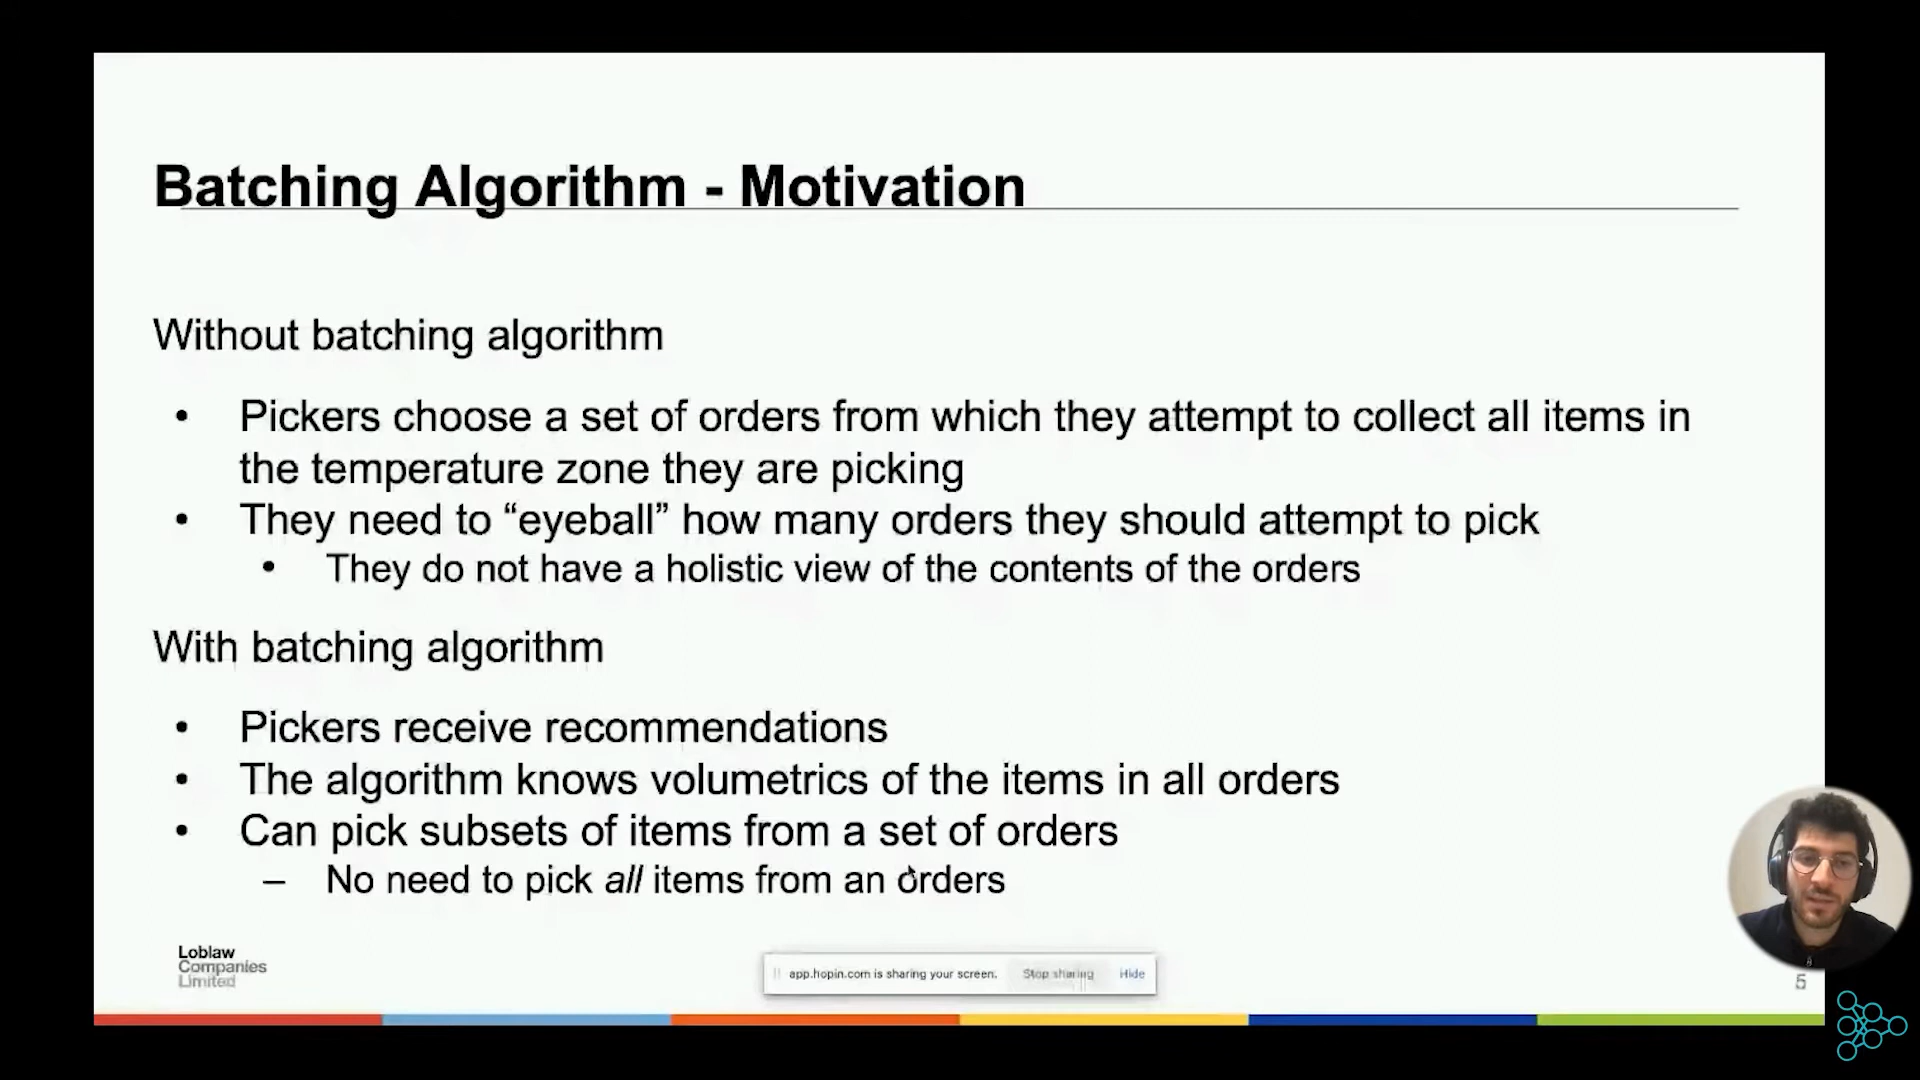 Batching Algorithm - Motivation
Without batching algorithm
• Pickers choose a set of orders from which they attempt to collect all items in
the temperature zone they are picking
• They need to “eyeball” how many orders they should attempt to pick
• They do not have a holistic view of the contents of the orders
With batching algorithm
• Pickers receive recommendations
• The algorithm knows volumetrics of the items in all orders
• Can pick subsets of items from a set of orders
– No need to pick all items from an orders
Loblaw
Companies
Limited
app.hopin.com is sharing your screen. Stop sharing Hide
5